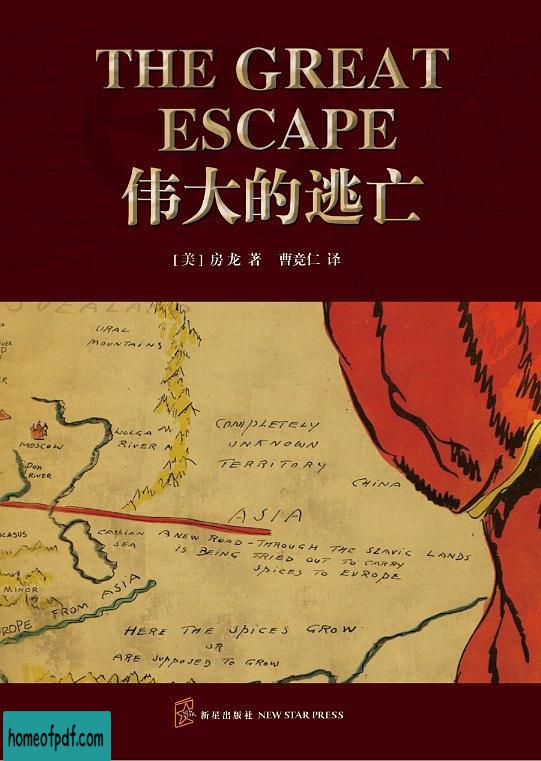 THE GREAT
ESCAPE
伟大的逃亡
[美] 房龙 著 曹竞仁 译
URAL
MOUNTAINS
MOSCOW
WOLGA
RIVER
DON
RIVER
COMPLETELY
UNKNOWN
TERRITORY
CHINA
ASIA
CASPIAN
SEA
A NEW ROAD-THROUGH THE SLAVIC LANDS
IS BEING TRIED OUT TO CARRY
SPICES TO EUROPE
MINOR
FROM ASIA
HERE THE SPICES GROW
OR
ARE SUPPOSED TO GROW
新星出版社 NEW STAR PRESS
homeofpdf.com